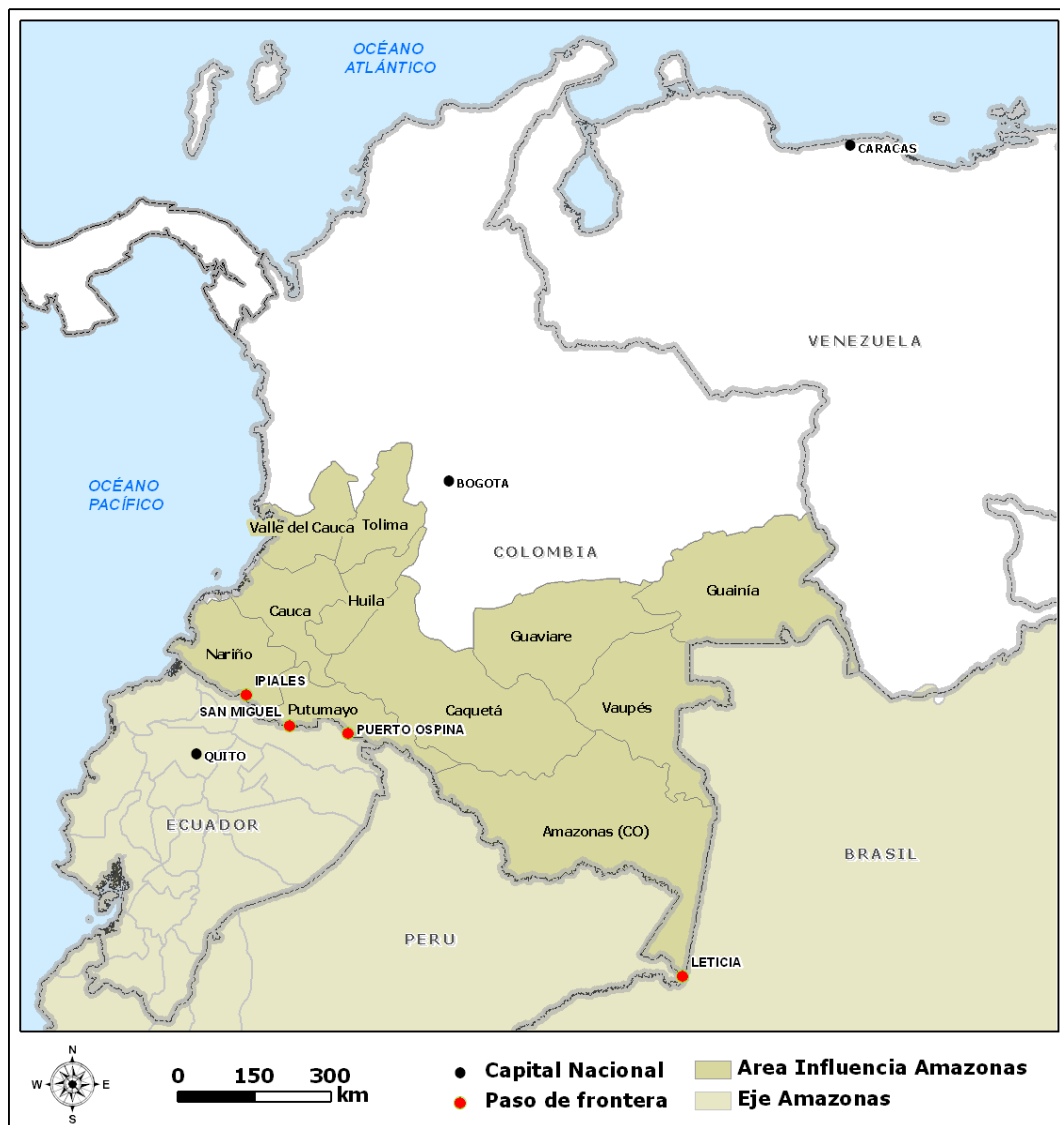 OCÉANO
ATLÁNTICO
CARACAS
VENEZUELA
OCÉANO
PACÍFICO
BOGOTA
Valle del Cauca
Tolima
COLOMBIA
Guainía
Huila
Cauca
Guaviare
Nariño
IPIALES
SAN MIGUEL
Putumayo
Caquetá
Vaupés
PUERTO OSPINA
QUITO
ECUADOR
Amazonas (CO)
BRASIL
PERU
LETICIA
N
W
E
S
0 150 300
km
Capital Nacional
Paso de frontera
Area Influencia Amazonas
Eje Amazonas